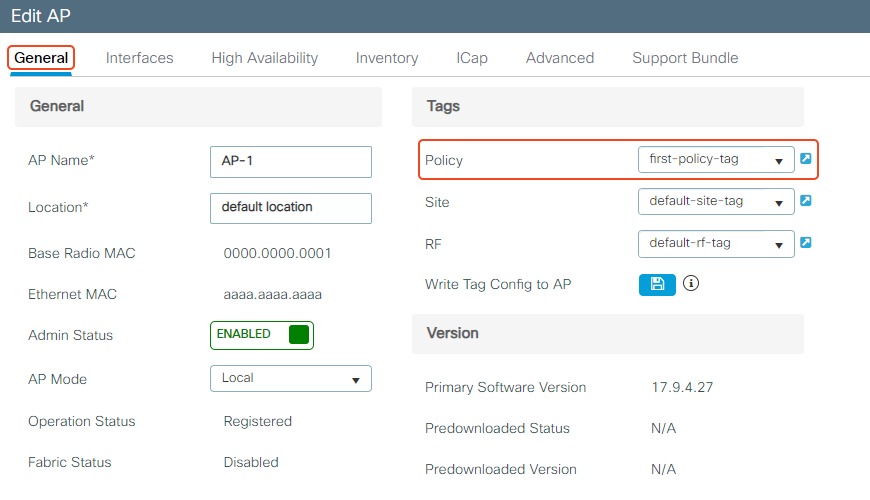 Edit AP
General Interfaces High Availability Inventory ICap Advanced Support Bundle
General
AP Name* AP-1
Location* default location
Base Radio MAC 0000.0000.0001
Ethernet MAC aaaa.aaaa.aaaa
Admin Status ENABLED
AP Mode Local
Operation Status Registered
Fabric Status Disabled
Tags
Policy first-policy-tag
Site default-site-tag
RF default-rf-tag
Write Tag Config to AP
Version
Primary Software Version 17.9.4.27
Predownloaded Status N/A
Predownloaded Version N/A